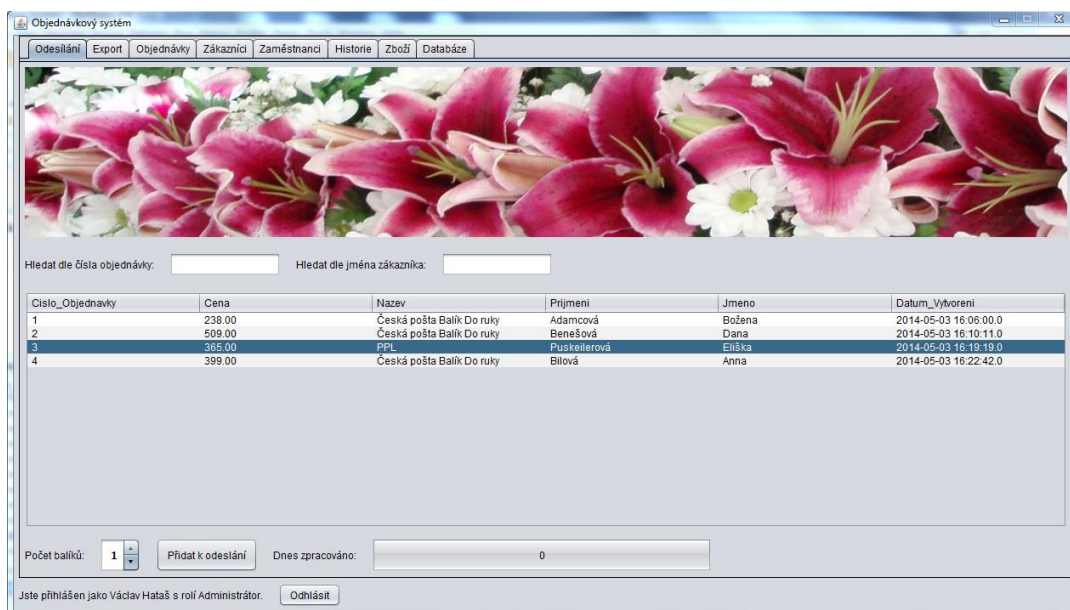 Objednávkový systém
Odesílání Export Objednávky Zákazníci Zaměstnanci Historie Zboží Databáze
Hledat dle čísla objednávky: Hledat dle jména zákazníka:
Cislo_Objednavky Cena Nazev Prijmeni Jmeno Datum_Vytvoreni
1 238.00 Česká pošta Balík Do ruky Adamcová Božena 2014-05-03 16:06:00.0
2 509.00 Česká pošta Balík Do ruky Benešová Dana 2014-05-03 16:10:11.0
3 365.00 PPL Puskeilerová Eliška 2014-05-03 16:19:19.0
4 399.00 Česká pošta Balík Do ruky Bilová Anna 2014-05-03 16:22:42.0
Počet balíků: 1 Přidat k odeslání Dnes zpracováno: 0
Jste přihlášen jako Václav Hataš s rolí Administrátor. Odhlásit